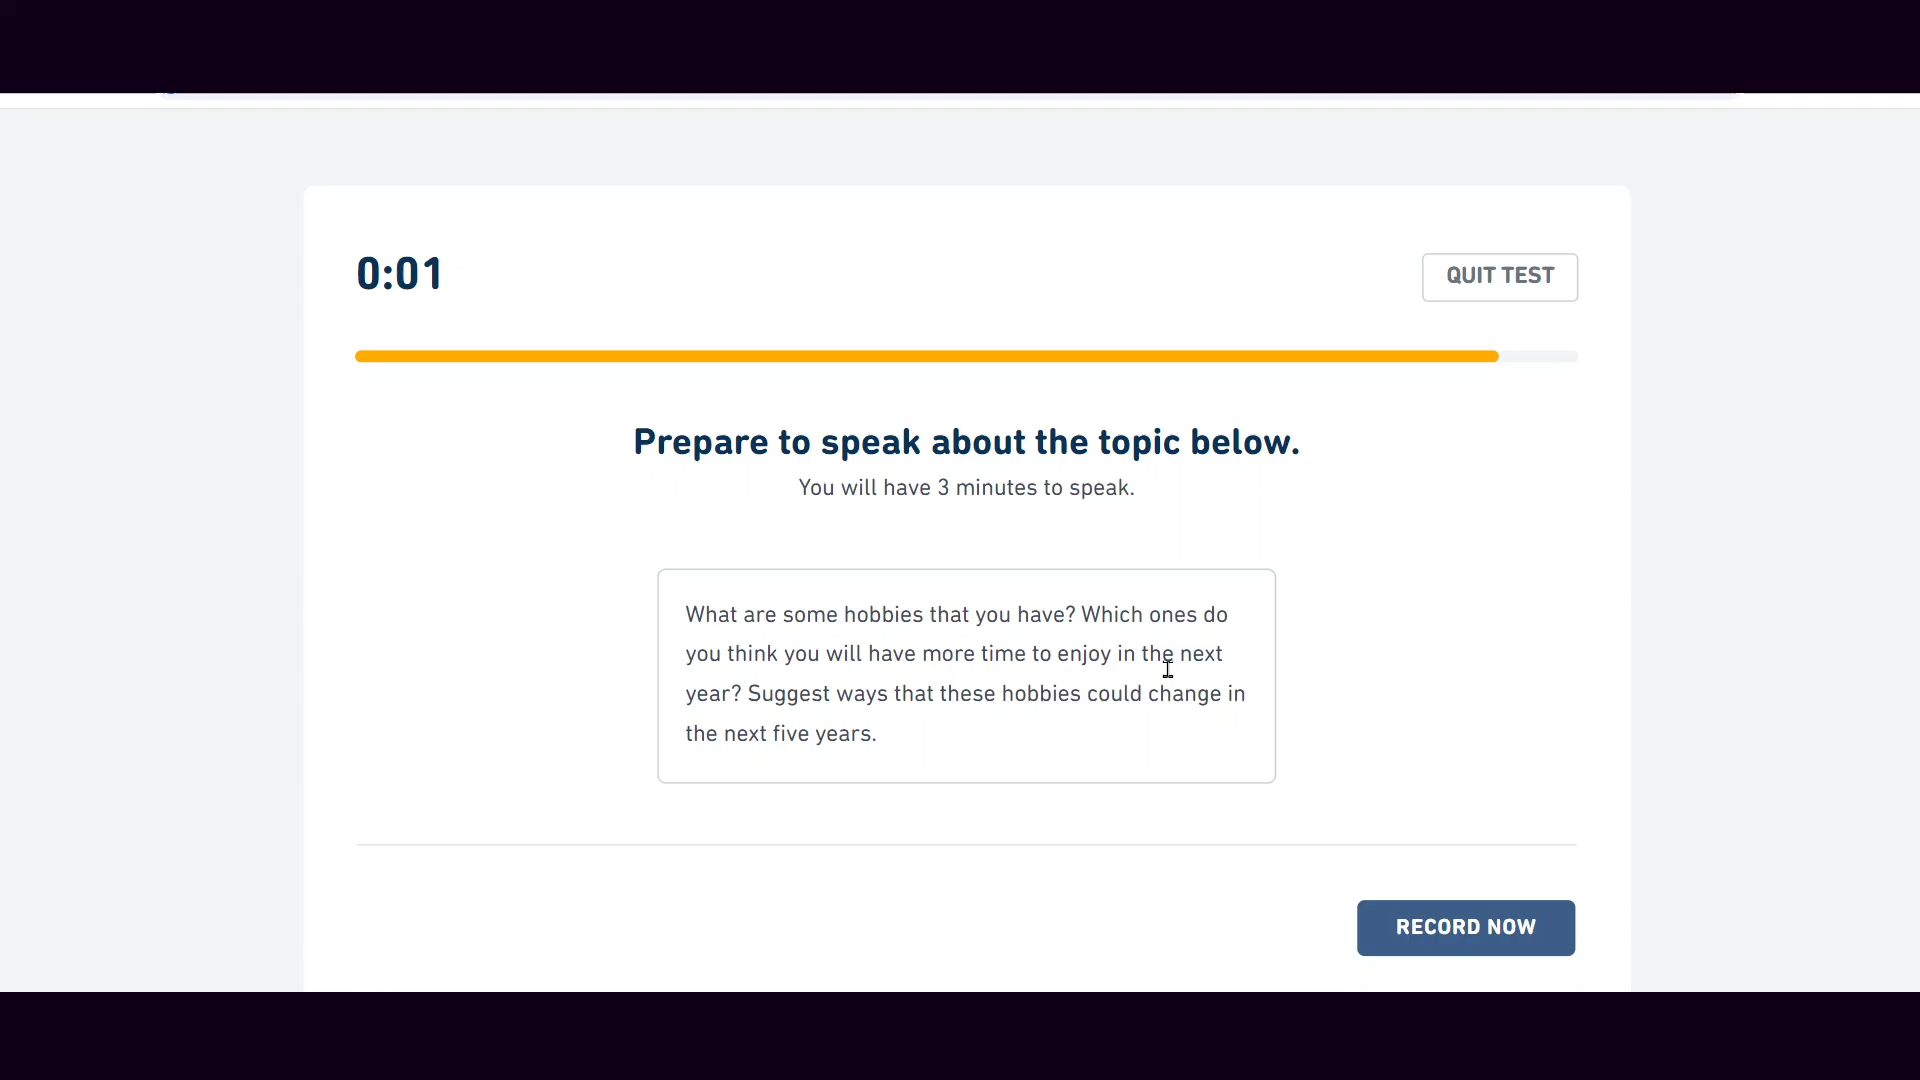 0:01
QUIT TEST
Prepare to speak about the topic below.
You will have 3 minutes to speak.
What are some hobbies that you have? Which ones do
you think you will have more time to enjoy in the next
year? Suggest ways that these hobbies could change in
the next five years.
RECORD NOW